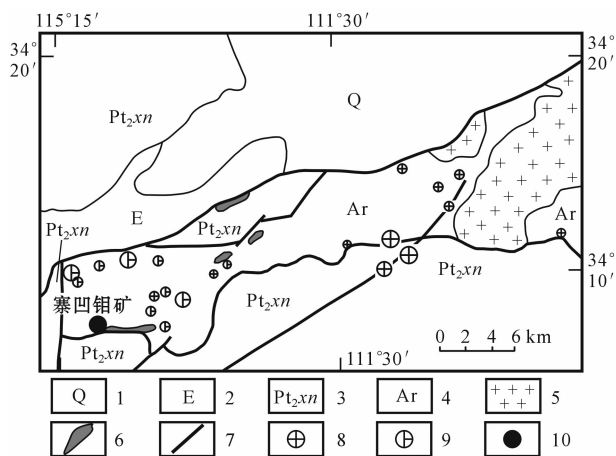 115°15′ 111°30′
34°20′ 34°20′
Q
Pt₂xn
E
Pt₂xn
Ar
Pt₂xn
Ar
34°10′
Pt₂xn
寨凹钼矿
Pt₂xn
0 2 4 6 km
111°30′
Q 1 E 2 Pt₂xn 3 Ar 4 5
6 7 8 9 10